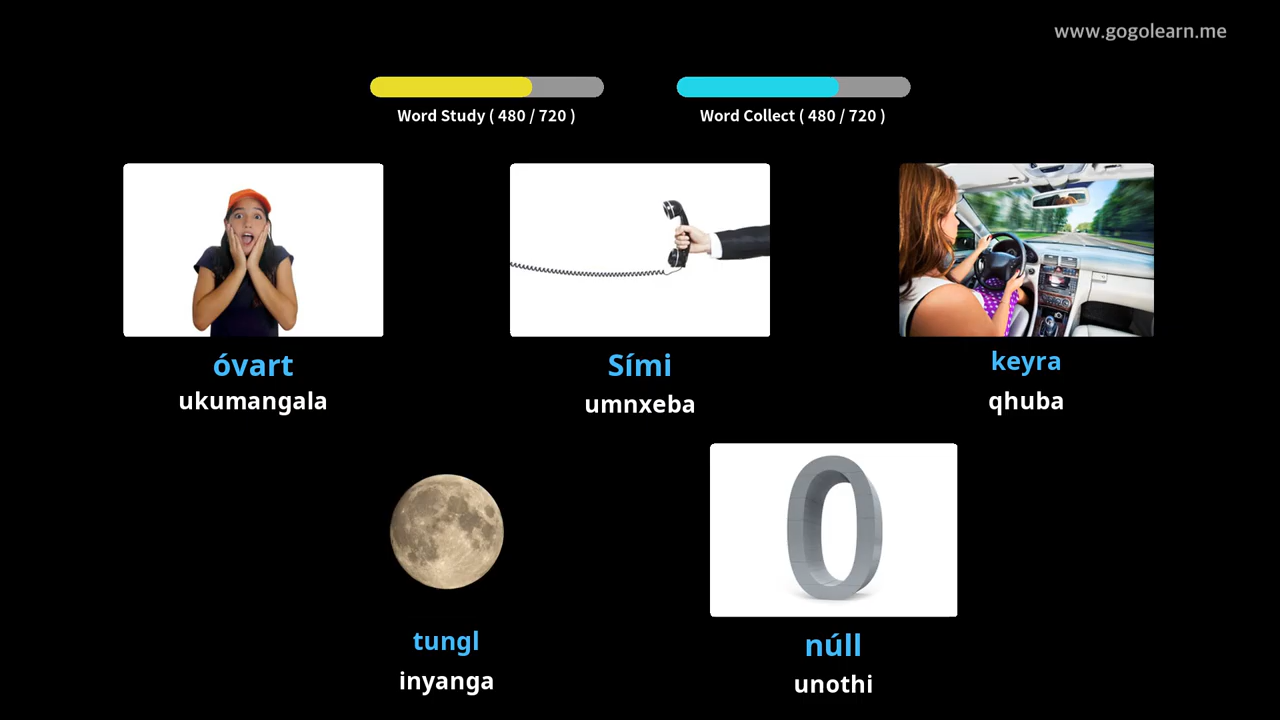 www.gogolearn.me
Word Study ( 480 / 720 )
Word Collect ( 480 / 720 )
óvart
ukumangala
Sími
umnxeba
keyra
qhuba
tungl
inyanga
núll
unothi